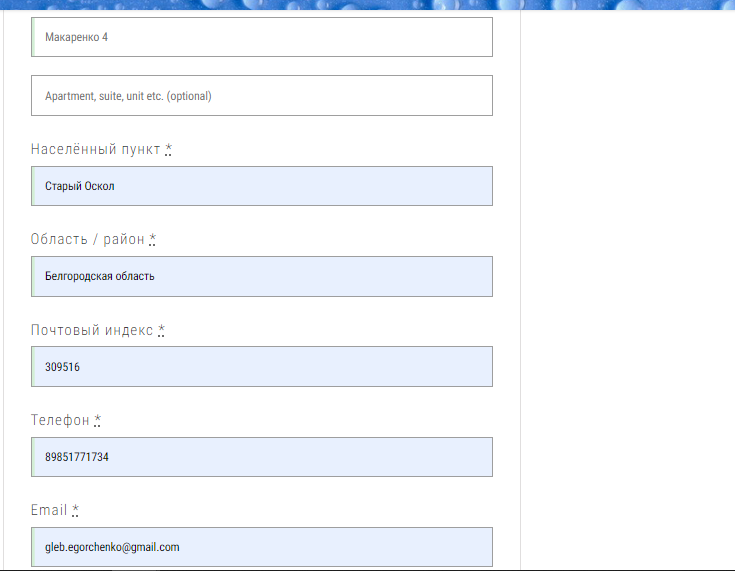 Макаренко 4
Apartment, suite, unit etc. (optional)
Населённый пункт *
Старый Оскол
Область / район *
Белгородская область
Почтовый индекс *
309516
Телефон *
89851771734
Email *
gleb.egorchenko@gmail.com